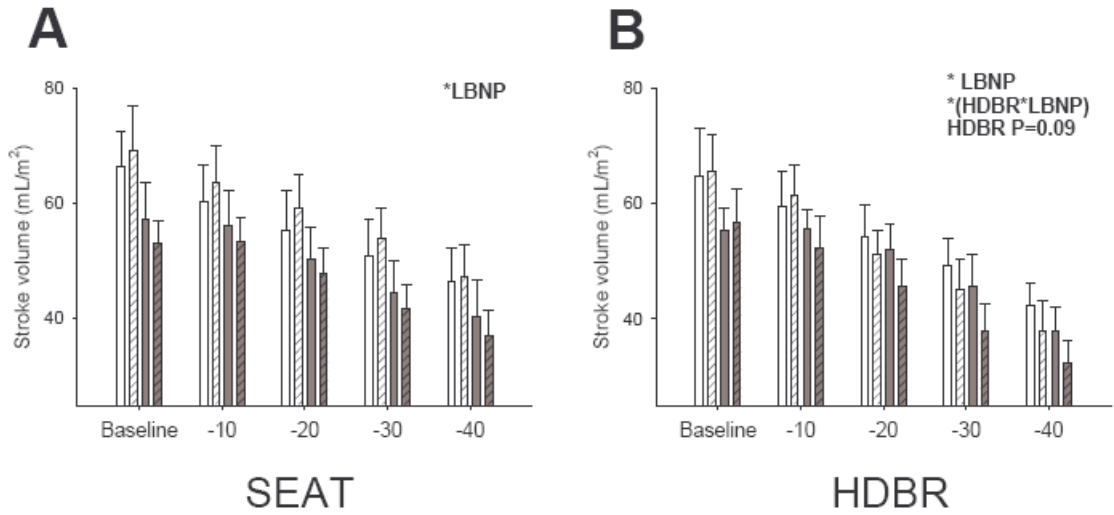 A
Stroke volume (mL/m²)
80
60
40
*LBNP
Baseline -10 -20 -30 -40
SEAT
B
Stroke volume (mL/m²)
80
60
40
* LBNP
*(HDBR*LBNP)
HDBR P=0.09
Baseline -10 -20 -30 -40
HDBR